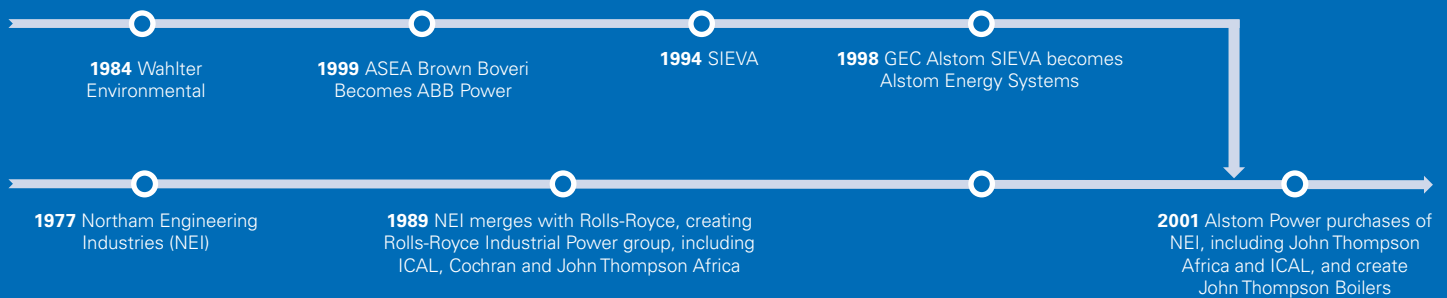 1984 Wahlter
Environmental
1999 ASEA Brown Boveri
Becomes ABB Power
1994 SIEVA
1998 GEC Alstom SIEVA becomes
Alstom Energy Systems
1977 Northam Engineering
Industries (NEI)
1989 NEI merges with Rolls-Royce, creating
Rolls-Royce Industrial Power group, including
ICAL, Cochran and John Thompson Africa
2001 Alstom Power purchases of
NEI, including John Thompson
Africa and ICAL, and create
John Thompson Boilers